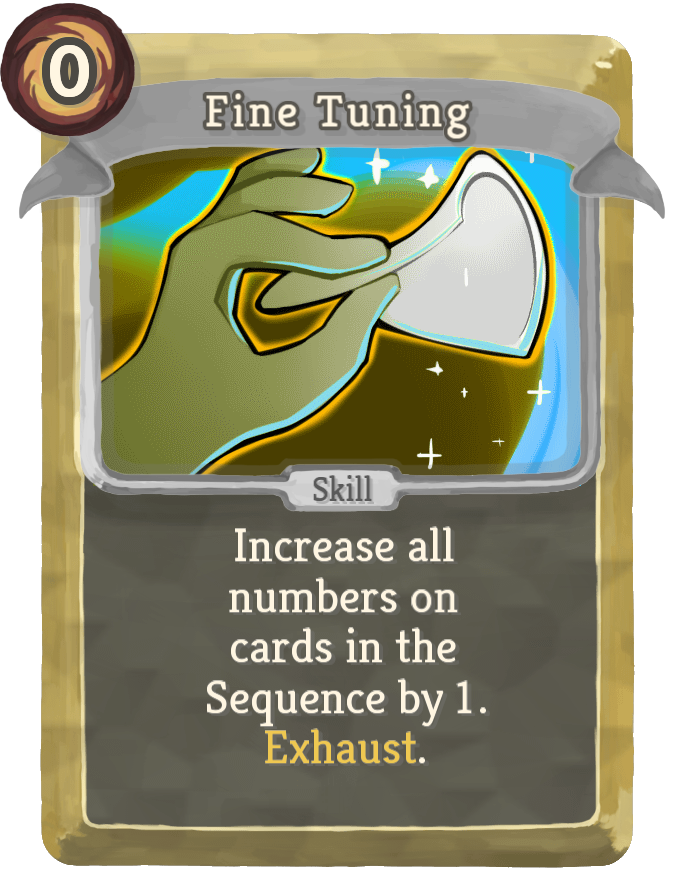 0
Fine Tuning
Skill
Increase all
numbers on
cards in the
Sequence by 1.
Exhaust.